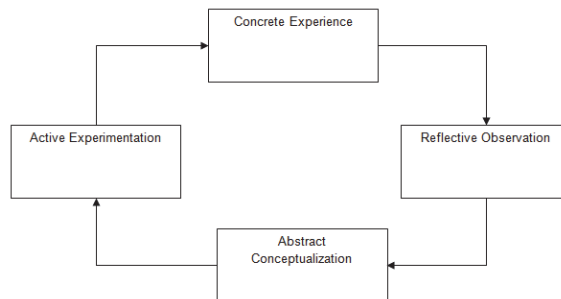 Concrete Experience
Active Experimentation
Reflective Observation
Abstract
Conceptualization